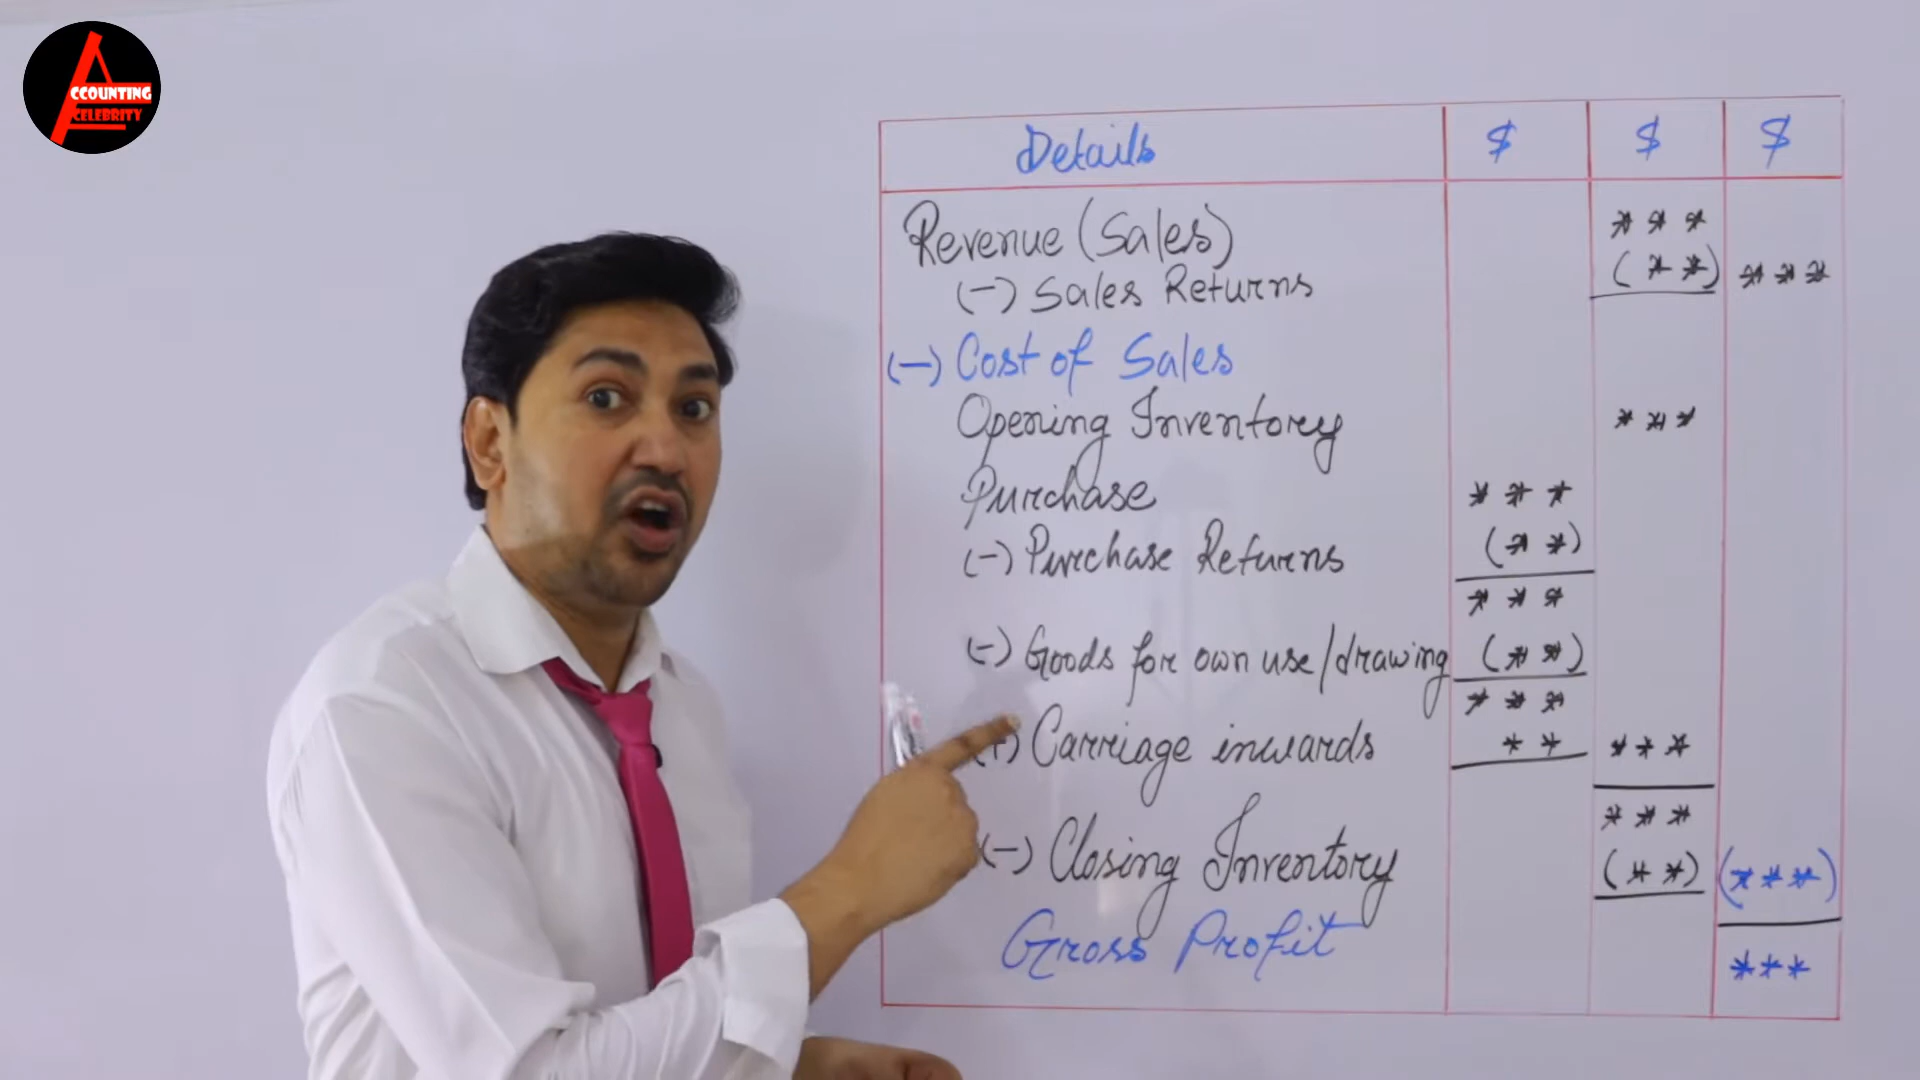 ACCOUNTING
CELEBRITY
Details $ $ $
Revenue (Sales) * * *
(-) Sales Returns (* *) * * *
(-) Cost of Sales
Opening Inventory * * *
Purchase * * *
(-) Purchase Returns (* *)
* * *
(-) Goods for own use/drawing (* *)
* * *
(+) Carriage inwards * * * * *
* * *
(-) Closing Inventory (* *) (* * *)
Gross Profit * * *